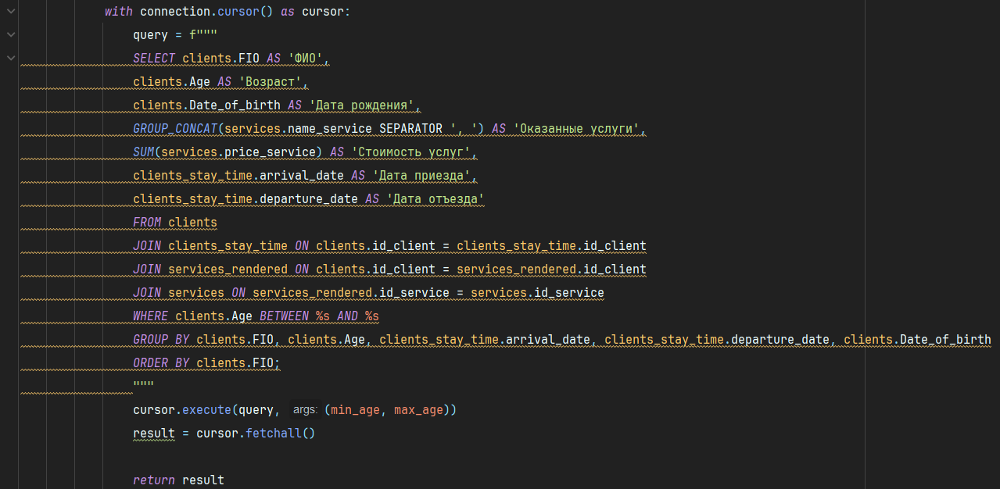 with connection.cursor() as cursor:
query = f"""
SELECT clients.FIO AS 'ФИО',
clients.Age AS 'Возраст',
clients.Date_of_birth AS 'Дата рождения',
GROUP_CONCAT(services.name_service SEPARATOR ', ') AS 'Оказанные услуги',
SUM(services.price_service) AS 'Стоимость услуг',
clients_stay_time.arrival_date AS 'Дата приезда',
clients_stay_time.departure_date AS 'Дата отъезда'
FROM clients
JOIN clients_stay_time ON clients.id_client = clients_stay_time.id_client
JOIN services_rendered ON clients.id_client = services_rendered.id_client
JOIN services ON services_rendered.id_service = services.id_service
WHERE clients.Age BETWEEN %s AND %s
GROUP BY clients.FIO, clients.Age, clients_stay_time.arrival_date, clients_stay_time.departure_date, clients.Date_of_birth
ORDER BY clients.FIO;
"""
cursor.execute(query, args: (min_age, max_age))
result = cursor.fetchall()
return result